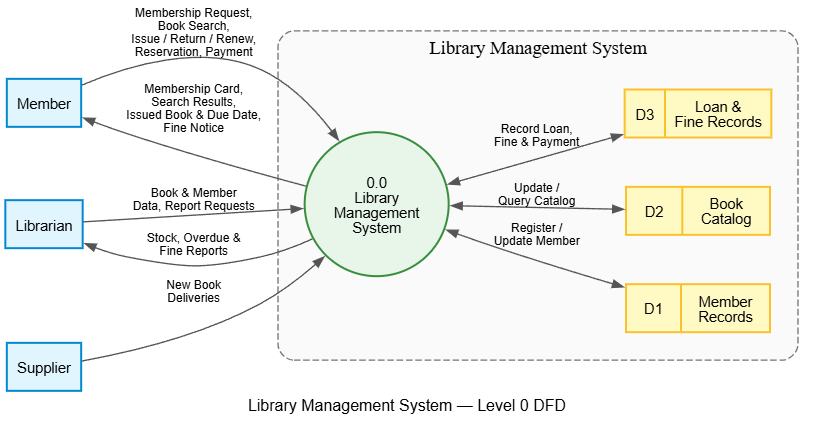 Membership Request,
Book Search,
Issue / Return / Renew,
Reservation, Payment
Library Management System
Member
Membership Card,
Search Results,
Issued Book & Due Date,
Fine Notice
D3
Loan &
Fine Records
Record Loan,
Fine & Payment
0.0
Library
Management
System
Librarian
Book & Member
Data, Report Requests
Update /
Query Catalog
D2
Book
Catalog
Stock, Overdue &
Fine Reports
Register /
Update Member
New Book
Deliveries
D1
Member
Records
Supplier
Library Management System — Level 0 DFD